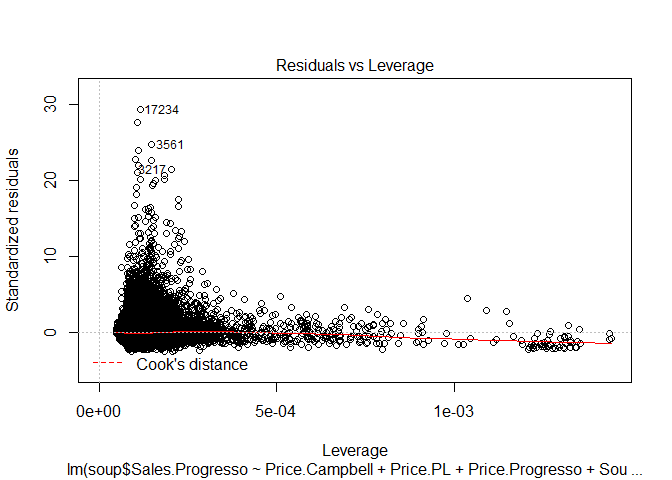 Residuals vs Leverage
Standardized residuals
30
20
10
0
17234
3561
3217
Cook's distance
0e+00
5e-04
1e-03
Leverage
lm(soup$Sales.Progresso ~ Price.Campbell + Price.PL + Price.Progresso + Sou ...